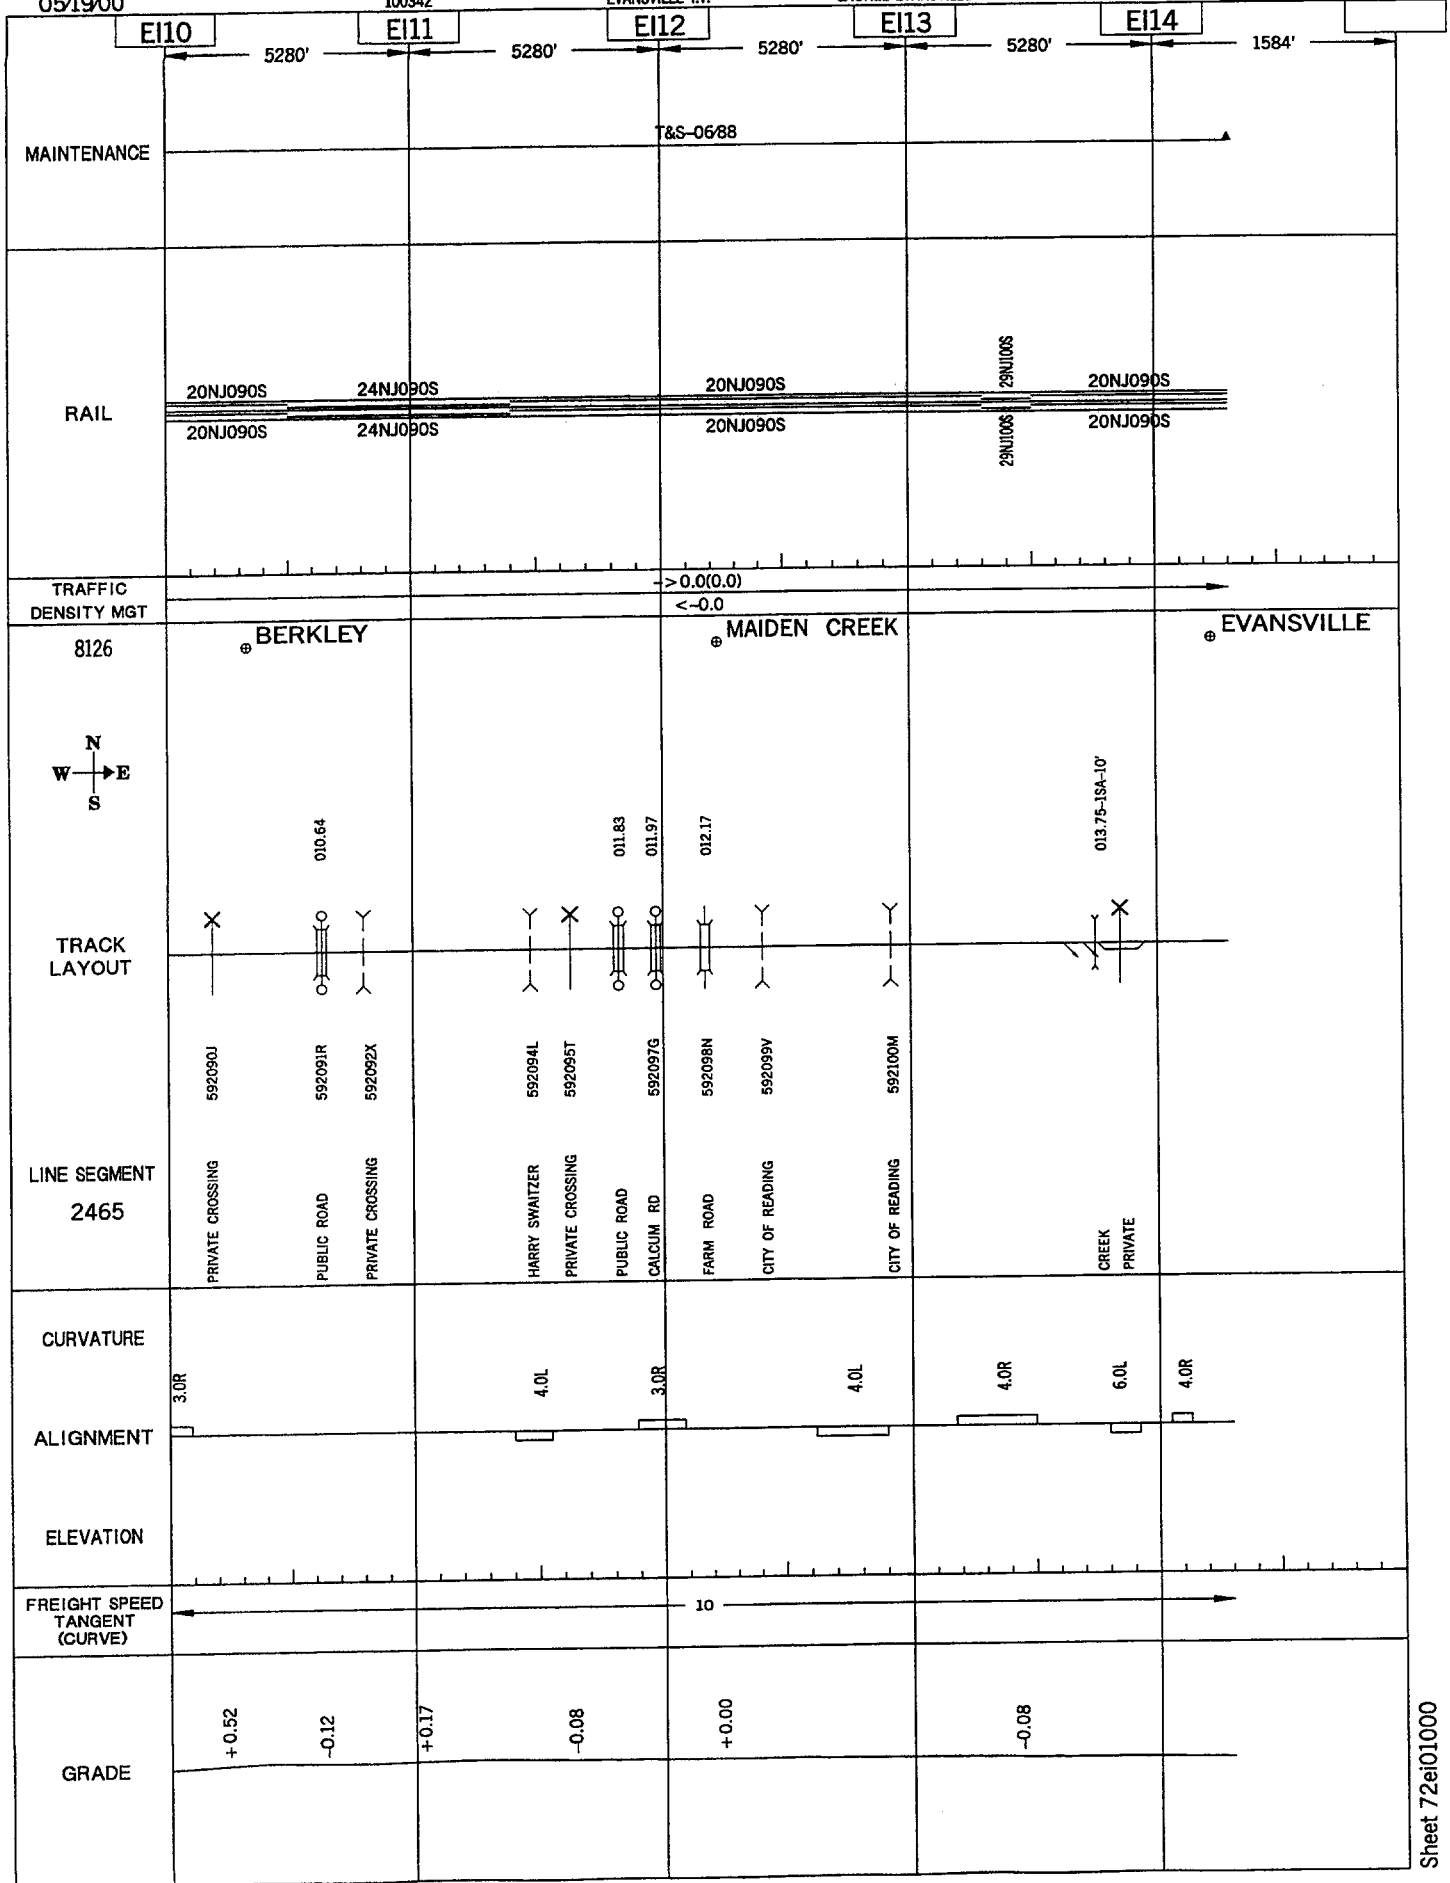 05/19/00
100342
EI10
EI11
EI12
EI13
EI14
5280'
5280'
5280'
5280'
1584'
MAINTENANCE
T&S-06/88
RAIL
20NJ090S
24NJ090S
20NJ090S
29NJ100S
20NJ090S
20NJ090S
24NJ090S
20NJ090S
29NJ100S
20NJ090S
TRAFFIC
DENSITY MGT
->0.0(0.0)
<-0.0
8126
BERKLEY
MAIDEN CREEK
EVANSVILLE
N
W E
S
010.64
011.83
011.97
012.17
013.75-1SA-10'
TRACK
LAYOUT
592090J
592091R
592092X
592094L
592095T
592097G
592098N
592099V
592100M
LINE SEGMENT
2465
PRIVATE CROSSING
PUBLIC ROAD
PRIVATE CROSSING
HARRY SWAITZER
PRIVATE CROSSING
PUBLIC ROAD
CALCUM RD
FARM ROAD
CITY OF READING
CITY OF READING
CREEK
PRIVATE
CURVATURE
3.0R
4.0L
3.0R
4.0L
4.0R
6.0L
4.0R
ALIGNMENT
ELEVATION
FREIGHT SPEED
TANGENT
(CURVE)
10
GRADE
+0.52
-0.12
+0.17
-0.08
+0.00
-0.08
Sheet 72ei01000